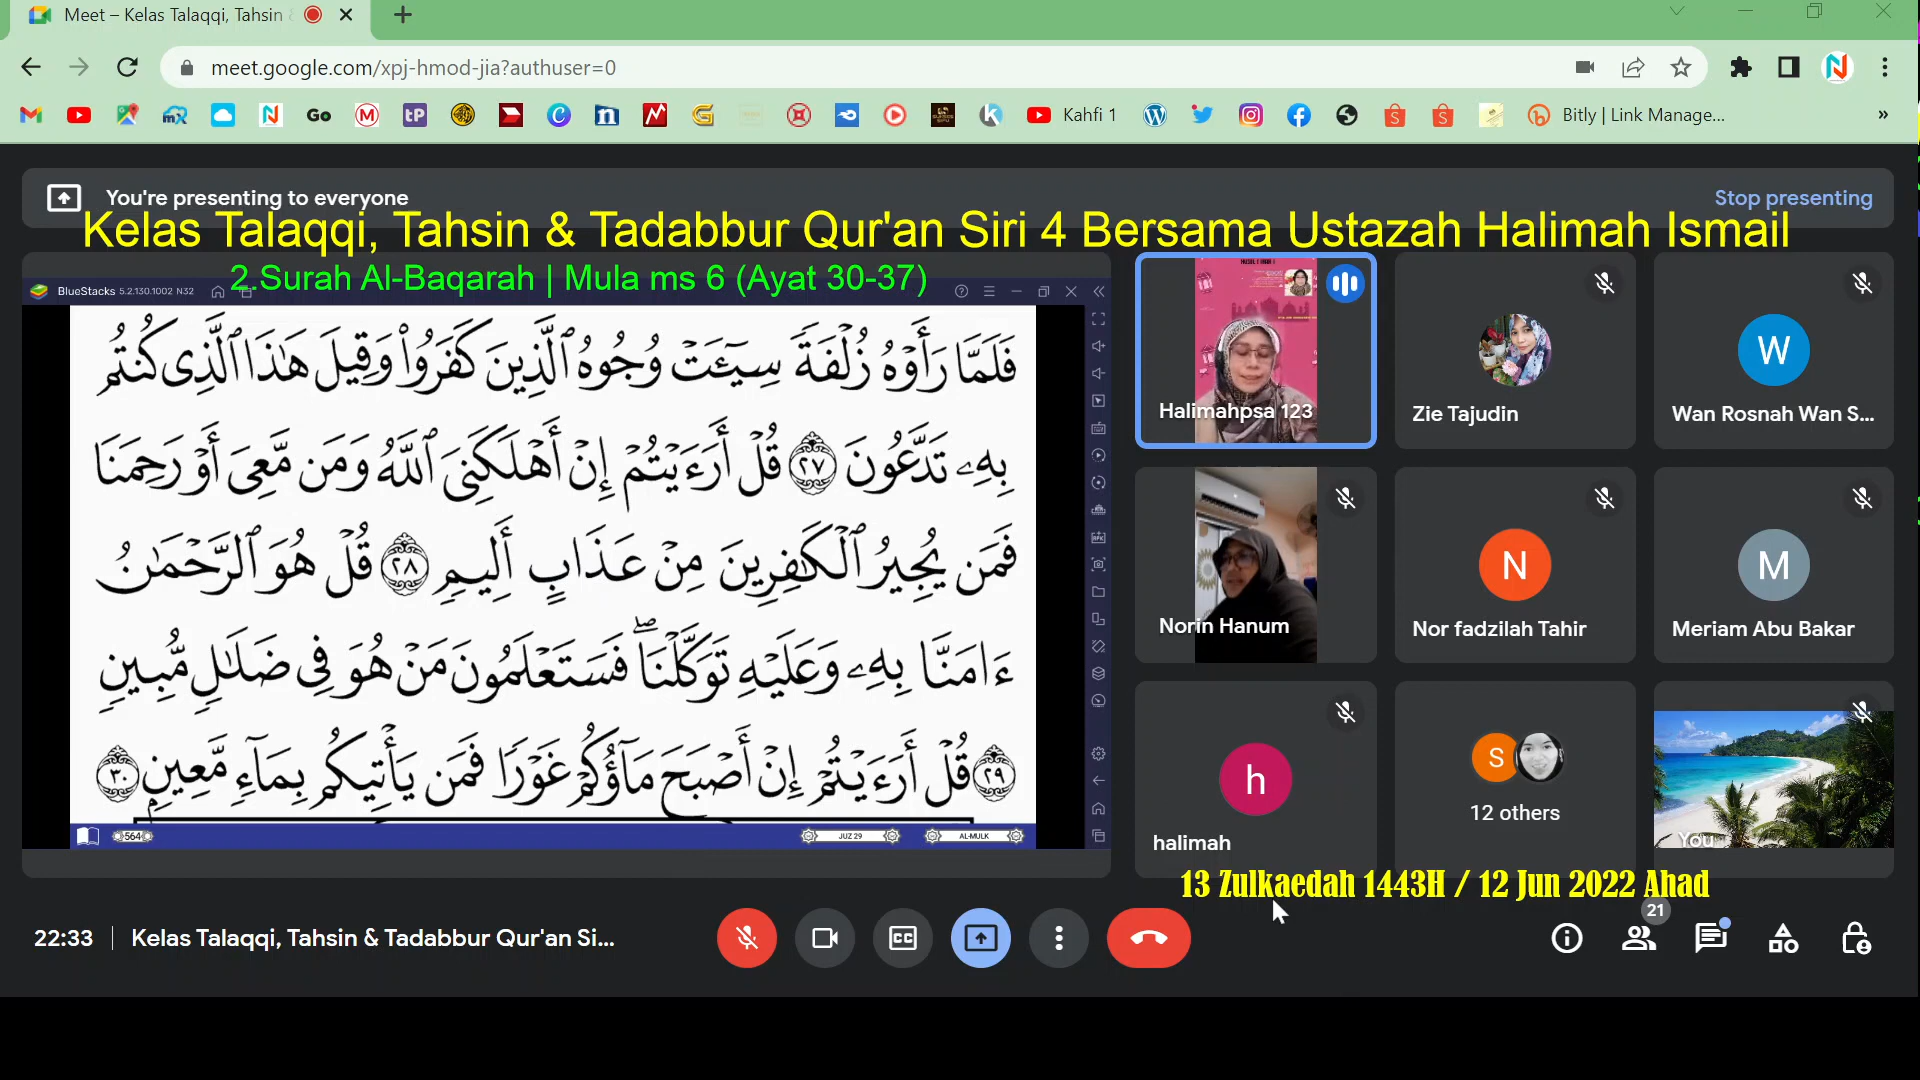 Meet – Kelas Talaqqi, Tahsin
meet.google.com/xpj-hmod-jia?authuser=0
Go
Kahfi 1
Bitly | Link Manage...
You're presenting to everyone
Stop presenting
Kelas Talaqqi, Tahsin & Tadabbur Qur'an Siri 4 Bersama Ustazah Halimah Ismail
2.Surah Al-Baqarah | Mula ms 6 (Ayat 30-37)
BlueStacks 5.2.130.1002 N32
فَلَمَّا رَأَوْهُ زُلْفَةً سِيٓـَٔتْ وُجُوهُ ٱلَّذِينَ كَفَرُوا۟ وَقِيلَ هَـٰذَا ٱلَّذِى كُنتُم
بِهِۦ تَدَّعُونَ ٢٧ قُلْ أَرَءَيْتُمْ إِنْ أَهْلَكَنِىَ ٱللَّهُ وَمَن مَّعِىَ أَوْ رَحِمَنَا
فَمَن يُجِيرُ ٱلْكَـٰفِرِينَ مِنْ عَذَابٍ أَلِيمٍ ٢٨ قُلْ هُوَ ٱلرَّحْمَـٰنُ
ءَامَنَّا بِهِۦ وَعَلَيْهِ تَوَكَّلْنَا ۖ فَسَتَعْلَمُونَ مَنْ هُوَ فِى ضَلَـٰلٍ مُّبِينٍ
٢٩ قُلْ أَرَءَيْتُمْ إِنْ أَصْبَحَ مَآؤُكُمْ غَوْرًا فَمَن يَأْتِيكُم بِمَآءٍ مَّعِينٍۭ ٣٠
564
JUZ 29
AL-MULK
Halimahpsa 123
Zie Tajudin
W
Wan Rosnah Wan S...
Norin Hanum
N
Nor fadzilah Tahir
M
Meriam Abu Bakar
h
halimah
S
12 others
You
13 Zulkaedah 1443H / 12 Jun 2022 Ahad
22:33
Kelas Talaqqi, Tahsin & Tadabbur Qur'an Si...
CC
21